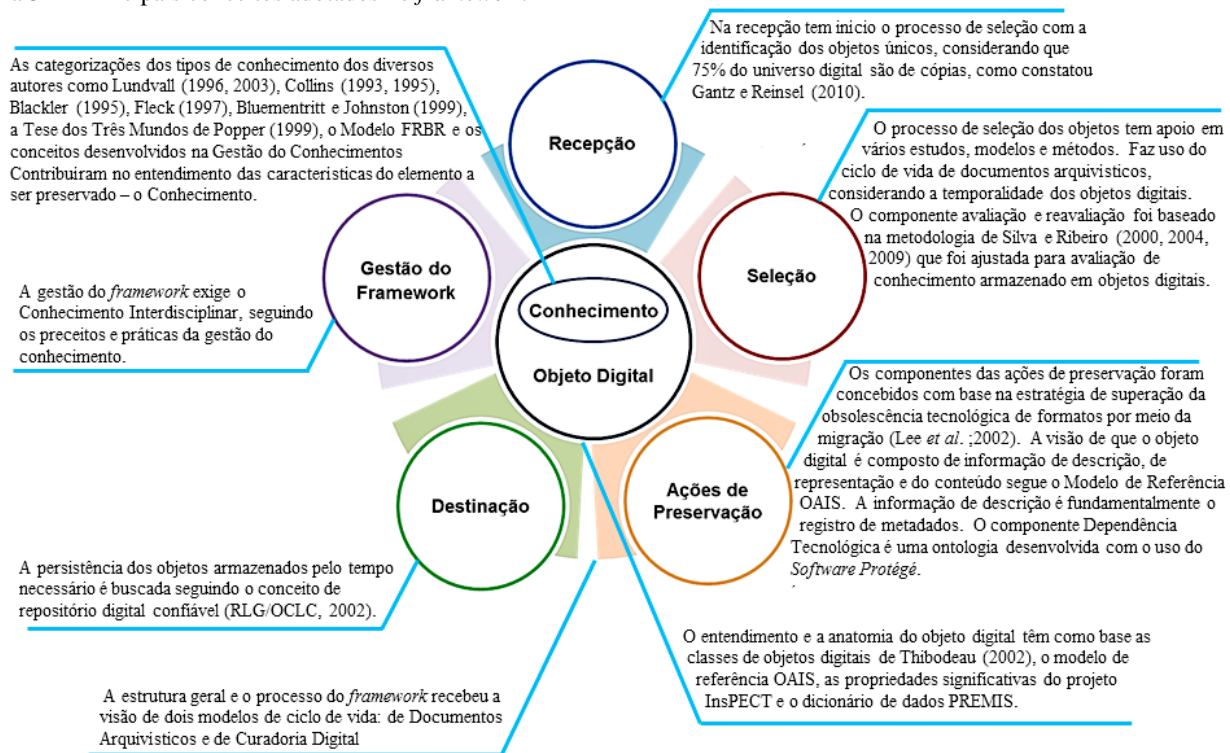 As categorizações dos tipos de conhecimento dos diversos
autores como Lundvall (1996, 2003), Collins (1993, 1995),
Blackler (1995), Fleck (1997), Bluementritt e Johnston (1999),
a Tese dos Três Mundos de Popper (1999), o Modelo FRBR e os
conceitos desenvolvidos na Gestão do Conhecimentos
Contribuiram no entendimento das caracteristicas do elemento a
ser preservado – o Conhecimento.
Na recepção tem inicio o processo de seleção com a
identificação dos objetos únicos, considerando que
75% do universo digital são de cópias, como constatou
Gantz e Reinsel (2010).
Recepção
O processo de seleção dos objetos tem apoio em
vários estudos, modelos e métodos. Faz uso do
ciclo de vida de documentos arquivisticos,
considerando a temporalidade dos objetos digitais.
O componente avaliação e reavaliação foi baseado
na metodologia de Silva e Ribeiro (2000, 2004,
2009) que foi ajustada para avaliação de
conhecimento armazenado em objetos digitais.
Seleção
Gestão do
Framework
Conhecimento
Objeto Digital
A gestão do framework exige o
Conhecimento Interdisciplinar, seguindo
os preceitos e práticas da gestão do
conhecimento.
Os componentes das ações de preservação foram
concebidos com base na estratégia de superação da
obsolescência tecnológica de formatos por meio da
migração (Lee et al. ;2002). A visão de que o objeto
digital é composto de informação de descrição, de
representação e do conteúdo segue o Modelo de Referência
OAIS. A informação de descrição é fundamentalmente o
registro de metadados. O componente Dependência
Tecnológica é uma ontologia desenvolvida com o uso do
Software Protégé.
Destinação
Ações de
Preservação
A persistência dos objetos armazenados pelo tempo
necessário é buscada seguindo o conceito de
repositório digital confiável (RLG/OCLC, 2002).
O entendimento e a anatomia do objeto digital têm como base as
classes de objetos digitais de Thibodeau (2002), o modelo de
referência OAIS, as propriedades significativas do projeto
InsPECT e o dicionário de dados PREMIS.
A estrutura geral e o processo do framework recebeu a
visão de dois modelos de ciclo de vida: de Documentos
Arquivisticos e de Curadoria Digital